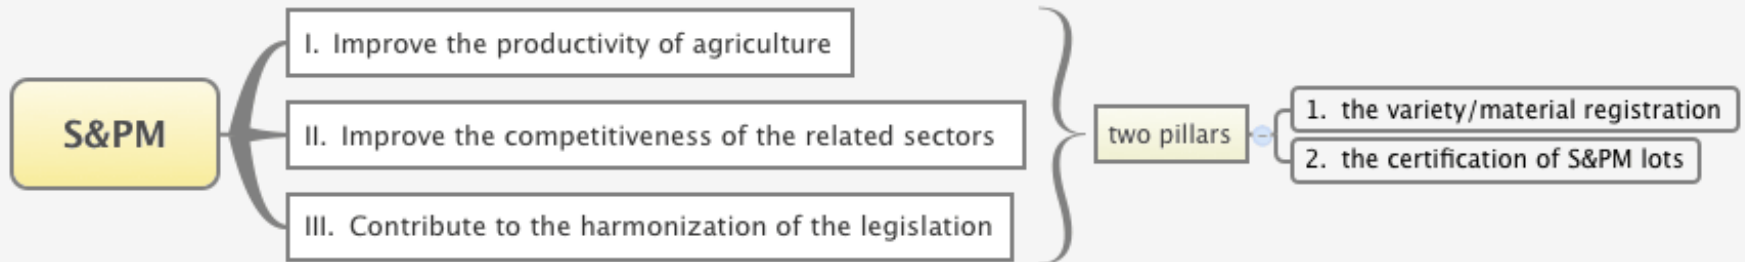 S&PM
I. Improve the productivity of agriculture
II. Improve the competitiveness of the related sectors
III. Contribute to the harmonization of the legislation
two pillars
1. the variety/material registration
2. the certification of S&PM lots